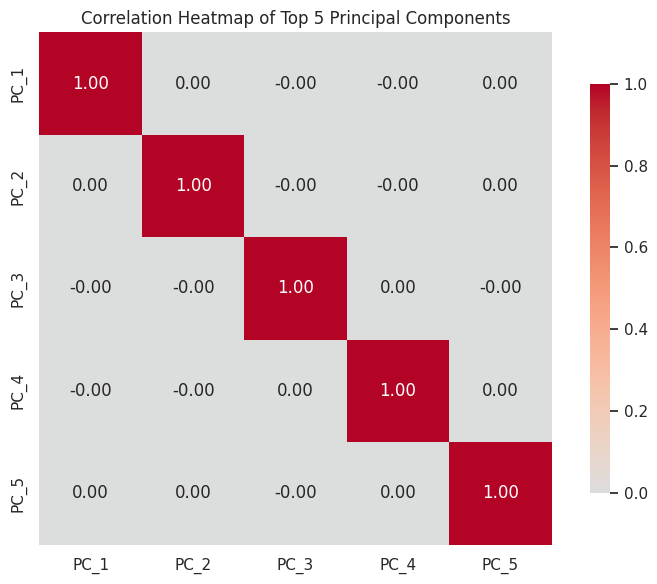 Correlation Heatmap of Top 5 Principal Components
PC_1 1.00 0.00 -0.00 -0.00 0.00
PC_2 0.00 1.00 -0.00 -0.00 0.00
PC_3 -0.00 -0.00 1.00 0.00 -0.00
PC_4 -0.00 -0.00 0.00 1.00 0.00
PC_5 0.00 0.00 -0.00 0.00 1.00
PC_1 PC_2 PC_3 PC_4 PC_5
1.0
0.8
0.6
0.4
0.2
0.0